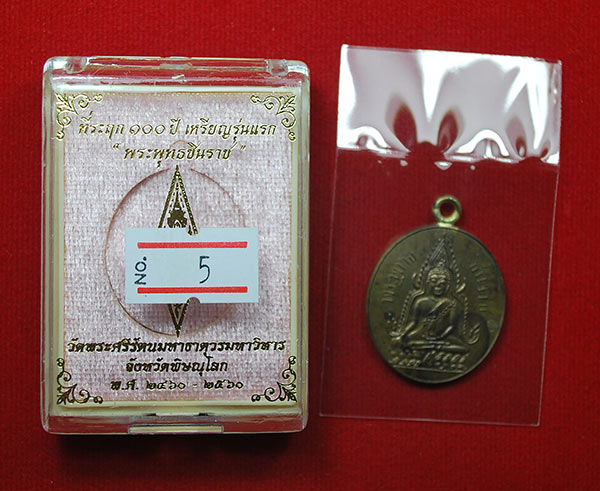 ที่ระฤก ๑๐๐ ปี เหรียญรุ่นแรก
“พระพุทธชินราช”
NO. 5
วัดพระศรีรัตนมหาธาตุวรมหาวิหาร
จังหวัดพิษณุโลก
พ.ศ. ๒๔๖๐ - ๒๕๖๐